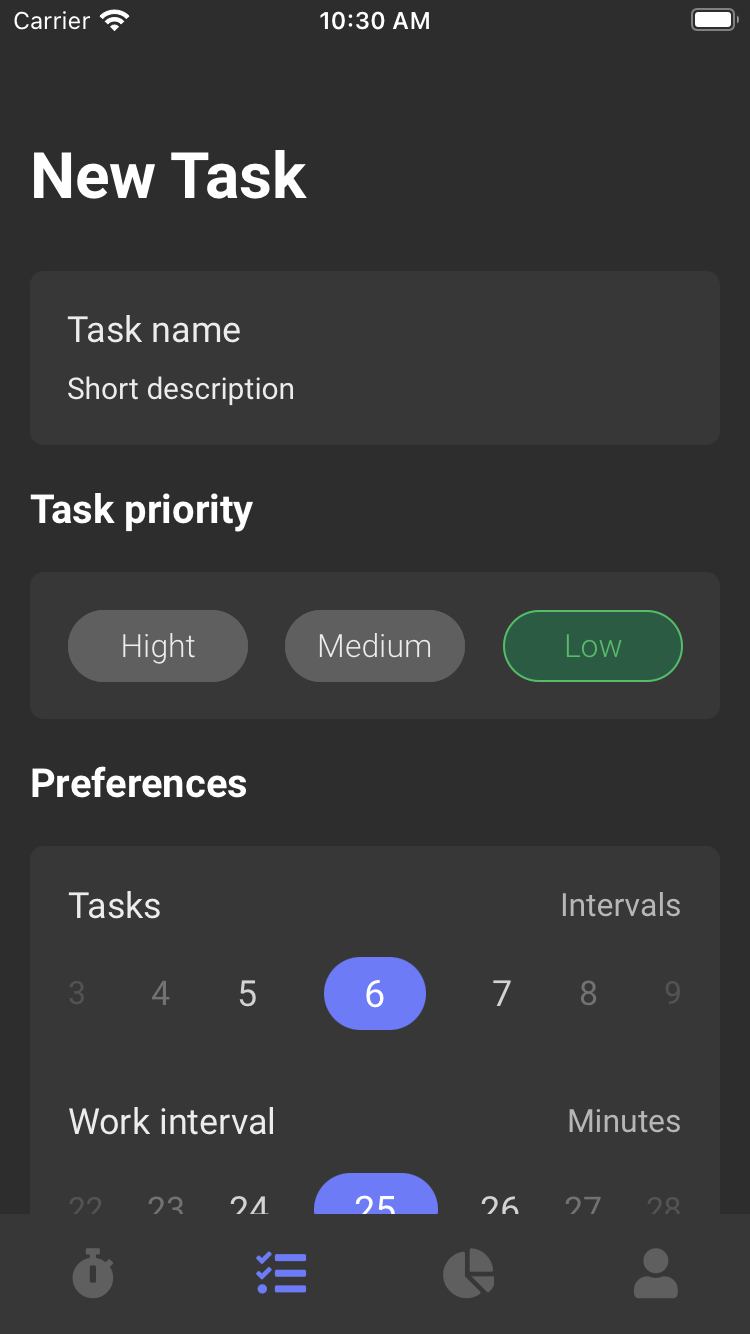 Carrier 10:30 AM
New Task
Task name
Short description
Task priority
Hight Medium Low
Preferences
Tasks Intervals
3 4 5 6 7 8 9
Work interval Minutes
22 23 24 25 26 27 28